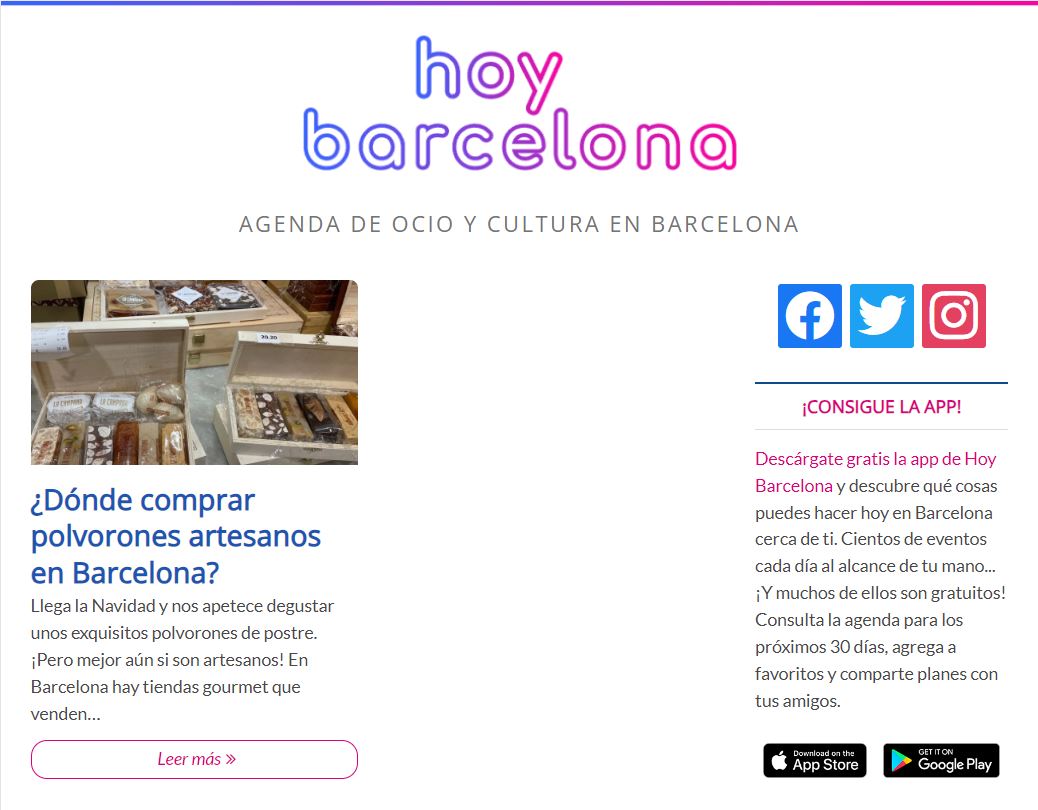 hoy
barcelona
AGENDA DE OCIO Y CULTURA EN BARCELONA
LA CAMPANA
LA CAMPANA
¿Dónde comprar
polvorones artesanos
en Barcelona?
Llega la Navidad y nos apetece degustar
unos exquisitos polvorones de postre.
¡Pero mejor aún si son artesanos! En
Barcelona hay tiendas gourmet que
venden…
Leer más »
¡CONSIGUE LA APP!
Descárgate gratis la app de Hoy
Barcelona y descubre qué cosas
puedes hacer hoy en Barcelona
cerca de ti. Cientos de eventos
cada día al alcance de tu mano...
¡Y muchos de ellos son gratuitos!
Consulta la agenda para los
próximos 30 días, agrega a
favoritos y comparte planes con
tus amigos.
Download on the
App Store
GET IT ON
Google Play